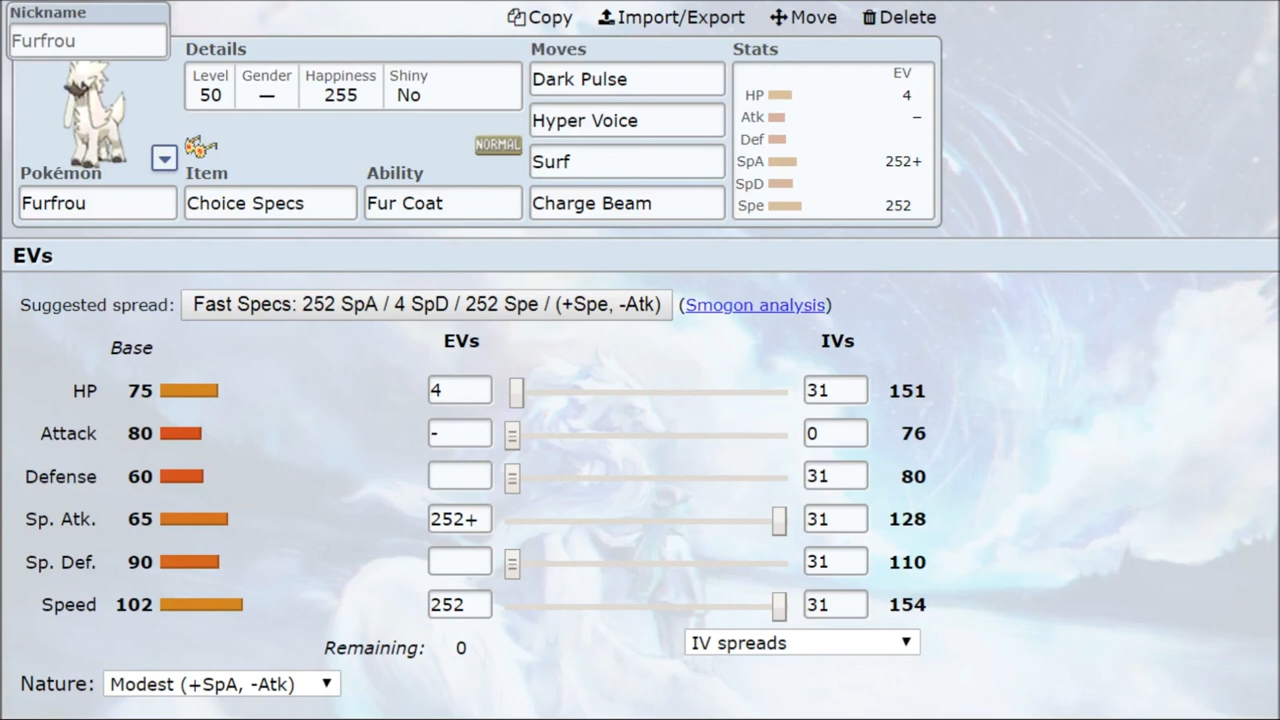 Nickname
Furfrou
Copy Import/Export Move Delete
Details
Level Gender Happiness Shiny
50 — 255 No
NORMAL
Pokémon Item Ability
Furfrou Choice Specs Fur Coat
Moves
Dark Pulse
Hyper Voice
Surf
Charge Beam
Stats
EV
HP 4
Atk –
Def
SpA 252+
SpD
Spe 252
EVs
Suggested spread: Fast Specs: 252 SpA / 4 SpD / 252 Spe / (+Spe, -Atk) (Smogon analysis)
Base EVs IVs
HP 75 4 31 151
Attack 80 - 0 76
Defense 60 31 80
Sp. Atk. 65 252+ 31 128
Sp. Def. 90 31 110
Speed 102 252 31 154
Remaining: 0 IV spreads
Nature: Modest (+SpA, -Atk)